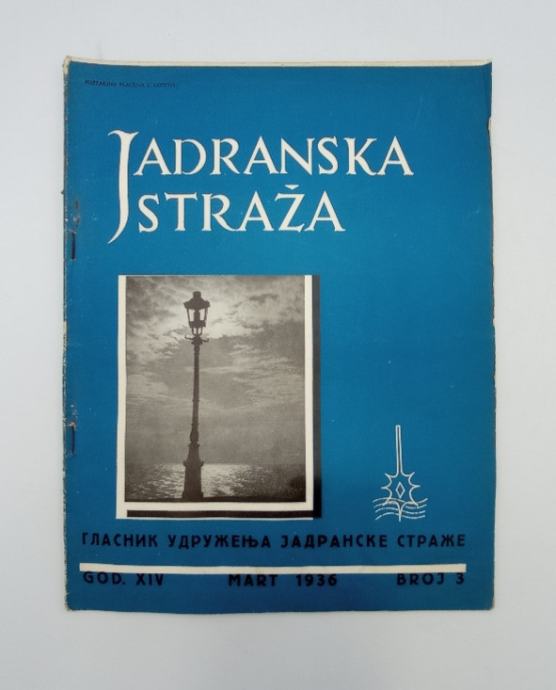 JADRANSKA
STRAŽA
ГЛАСНИК УДРУЖЕЊА ЈАДРАНСКЕ СТРАЖЕ
GOD. XIV MART 1936 BROJ 3